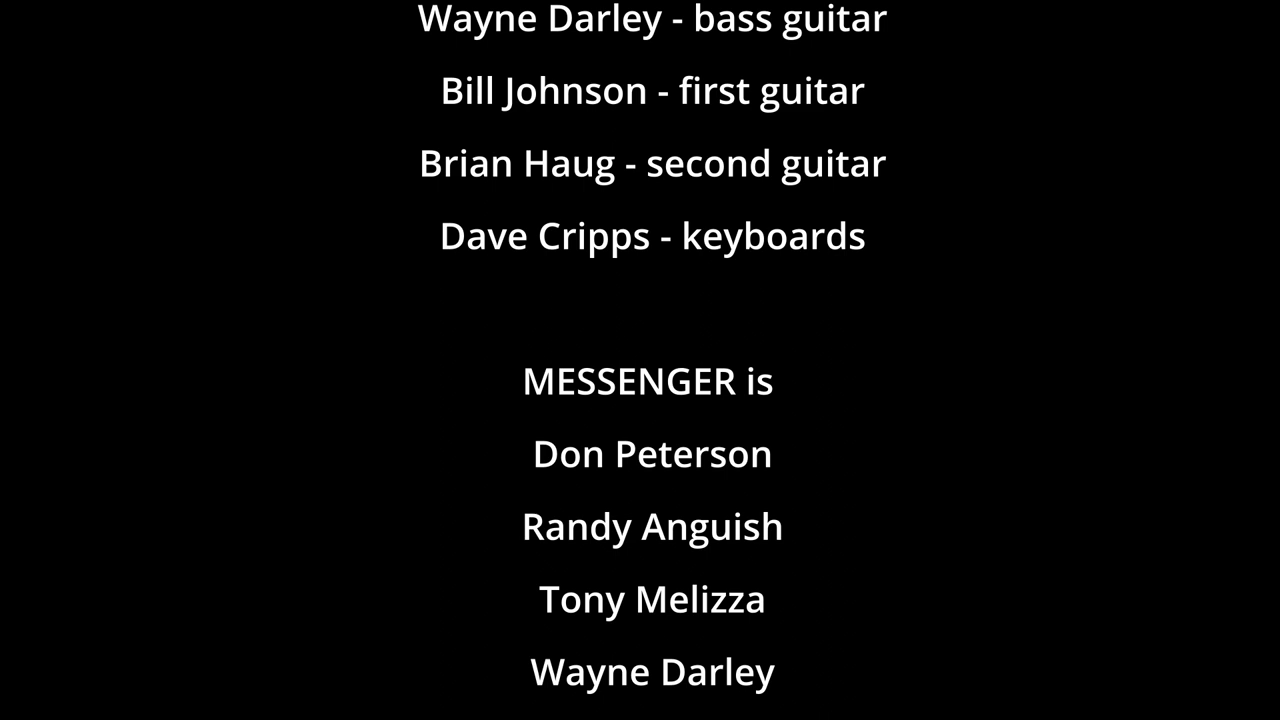 Wayne Darley - bass guitar
Bill Johnson - first guitar
Brian Haug - second guitar
Dave Cripps - keyboards
MESSENGER is
Don Peterson
Randy Anguish
Tony Melizza
Wayne Darley